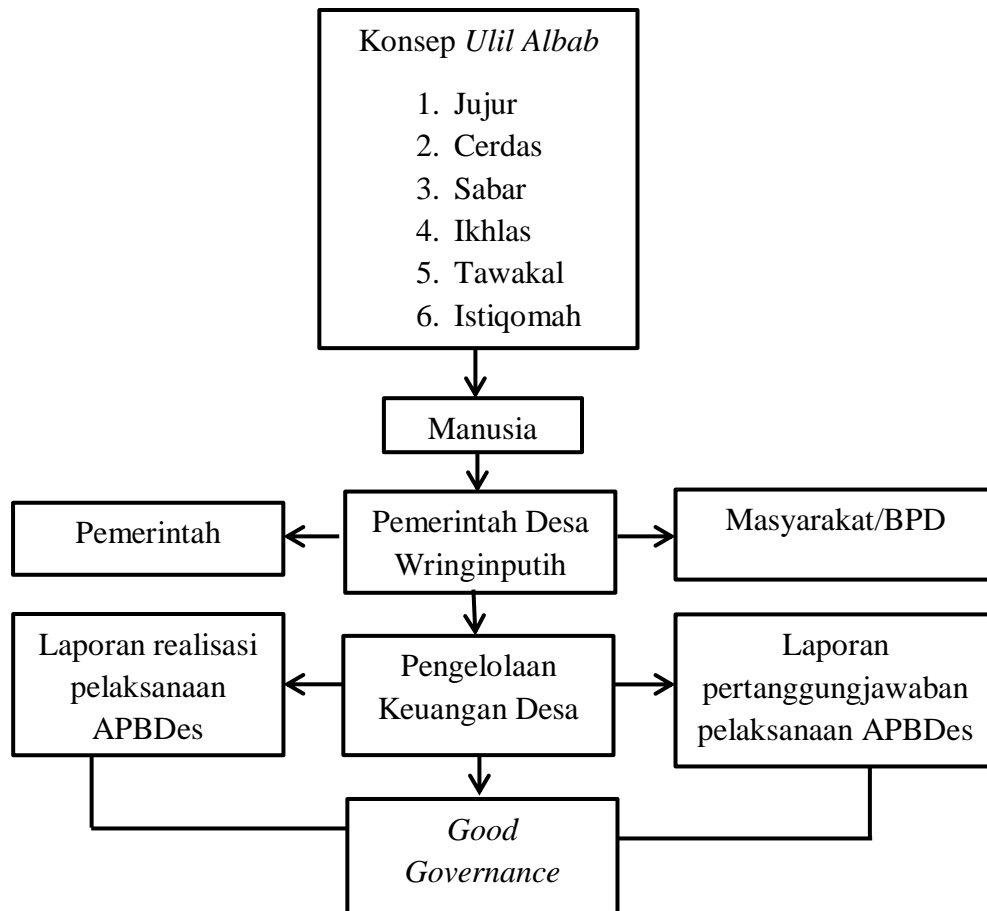 Konsep Ulil Albab
1. Jujur
2. Cerdas
3. Sabar
4. Ikhlas
5. Tawakal
6. Istiqomah
Manusia
Pemerintah
Pemerintah Desa
Wringinputih
Masyarakat/BPD
Laporan realisasi
pelaksanaan
APBDes
Pengelolaan
Keuangan Desa
Laporan
pertanggungjawaban
pelaksanaan APBDes
Good
Governance